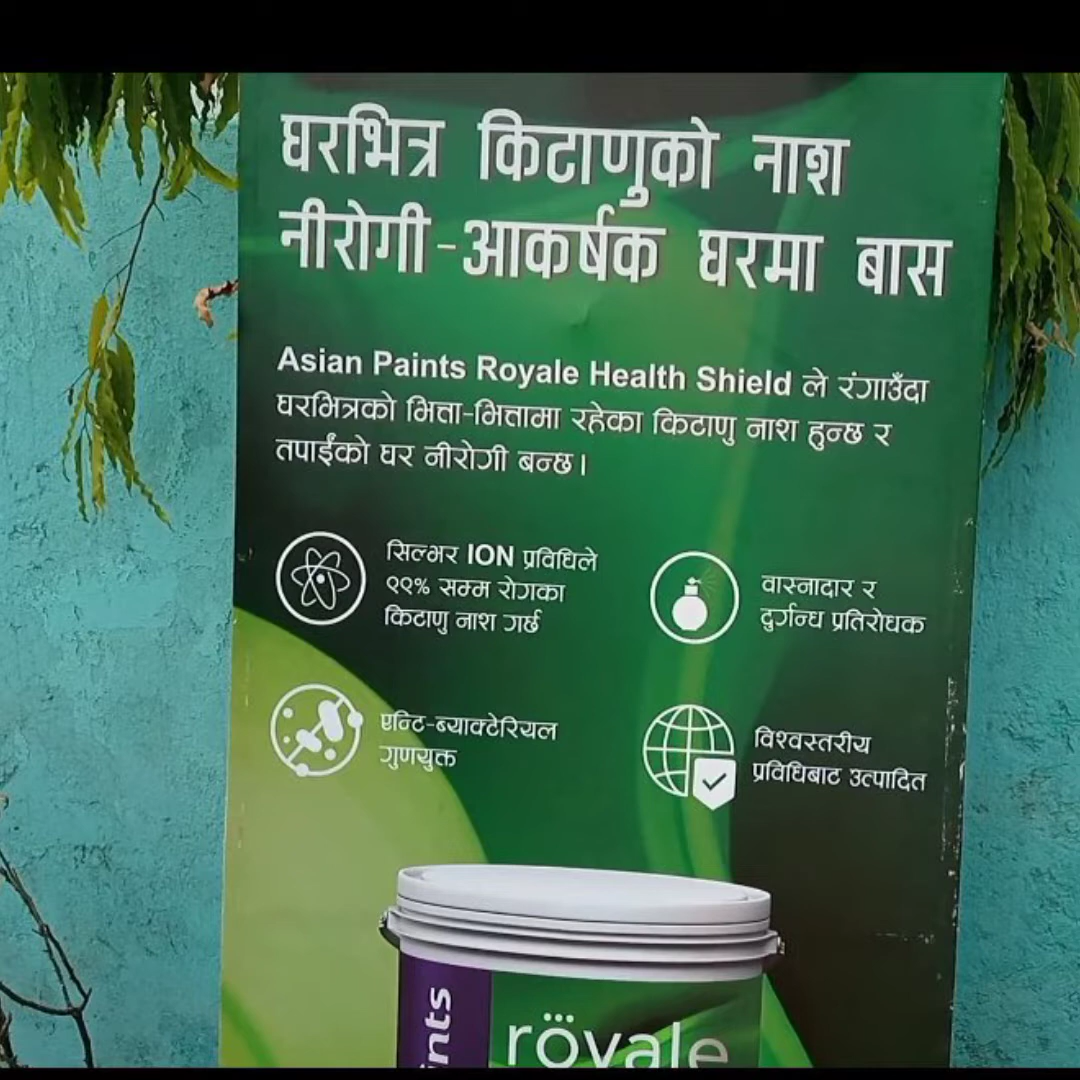 घरभित्र किटाणुको नाश
नीरोगी-आकर्षक घरमा बास
Asian Paints Royale Health Shield ले रंगाउँदा
घरभित्रको भित्ता-भित्तामा रहेका किटाणु नाश हुन्छ र
तपाईंको घर नीरोगी बन्छ।
सिल्भर ION प्रविधिले
९९% सम्म रोगका
किटाणु नाश गर्छ
वास्नादार र
दुर्गन्ध प्रतिरोधक
एन्टि-ब्याक्टेरियल
गुणयुक्त
विश्वस्तरीय
प्रविधिबाट उत्पादित
röyale